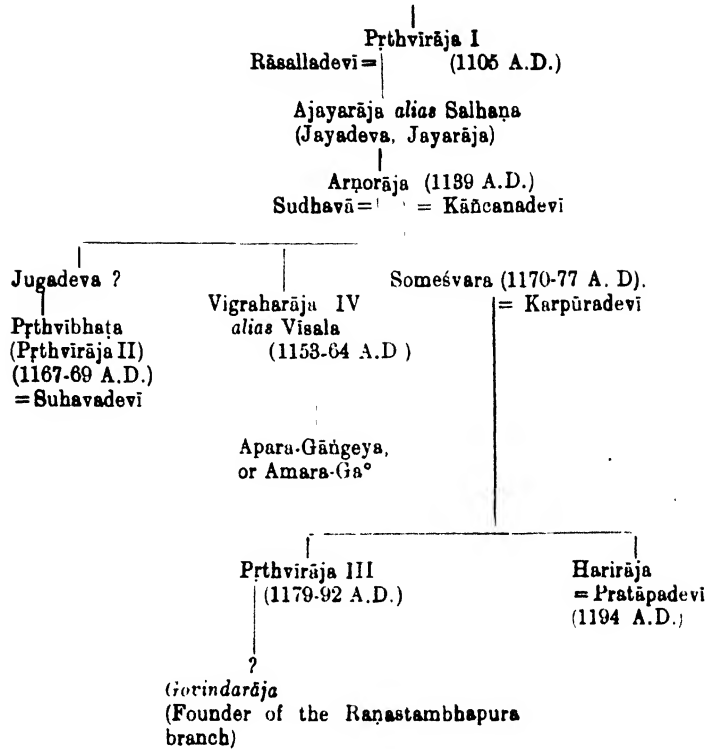 Pṛthvīrāja I
Rāsalladevī = (1105 A.D.)
Ajayarāja alias Salhaṇa
(Jayadeva, Jayarāja)
Arṇorāja (1139 A.D.)
Sudhavā = = Kāñcanadevī
Jugadeva ?
Pṛthvībhaṭa
(Pṛthvīrāja II)
(1167-69 A.D.)
= Suhavadevī
Vigraharāja IV
alias Visala
(1153-64 A.D )
Apara-Gāṅgeya,
or Amara-Ga°
Someśvara (1170-77 A. D).
= Karpūradevī
Pṛthvīrāja III
(1179-92 A.D.)
Harirāja
= Pratāpadevī
(1194 A.D.)
?
Govindarāja
(Founder of the Raṇastambhapura
branch)